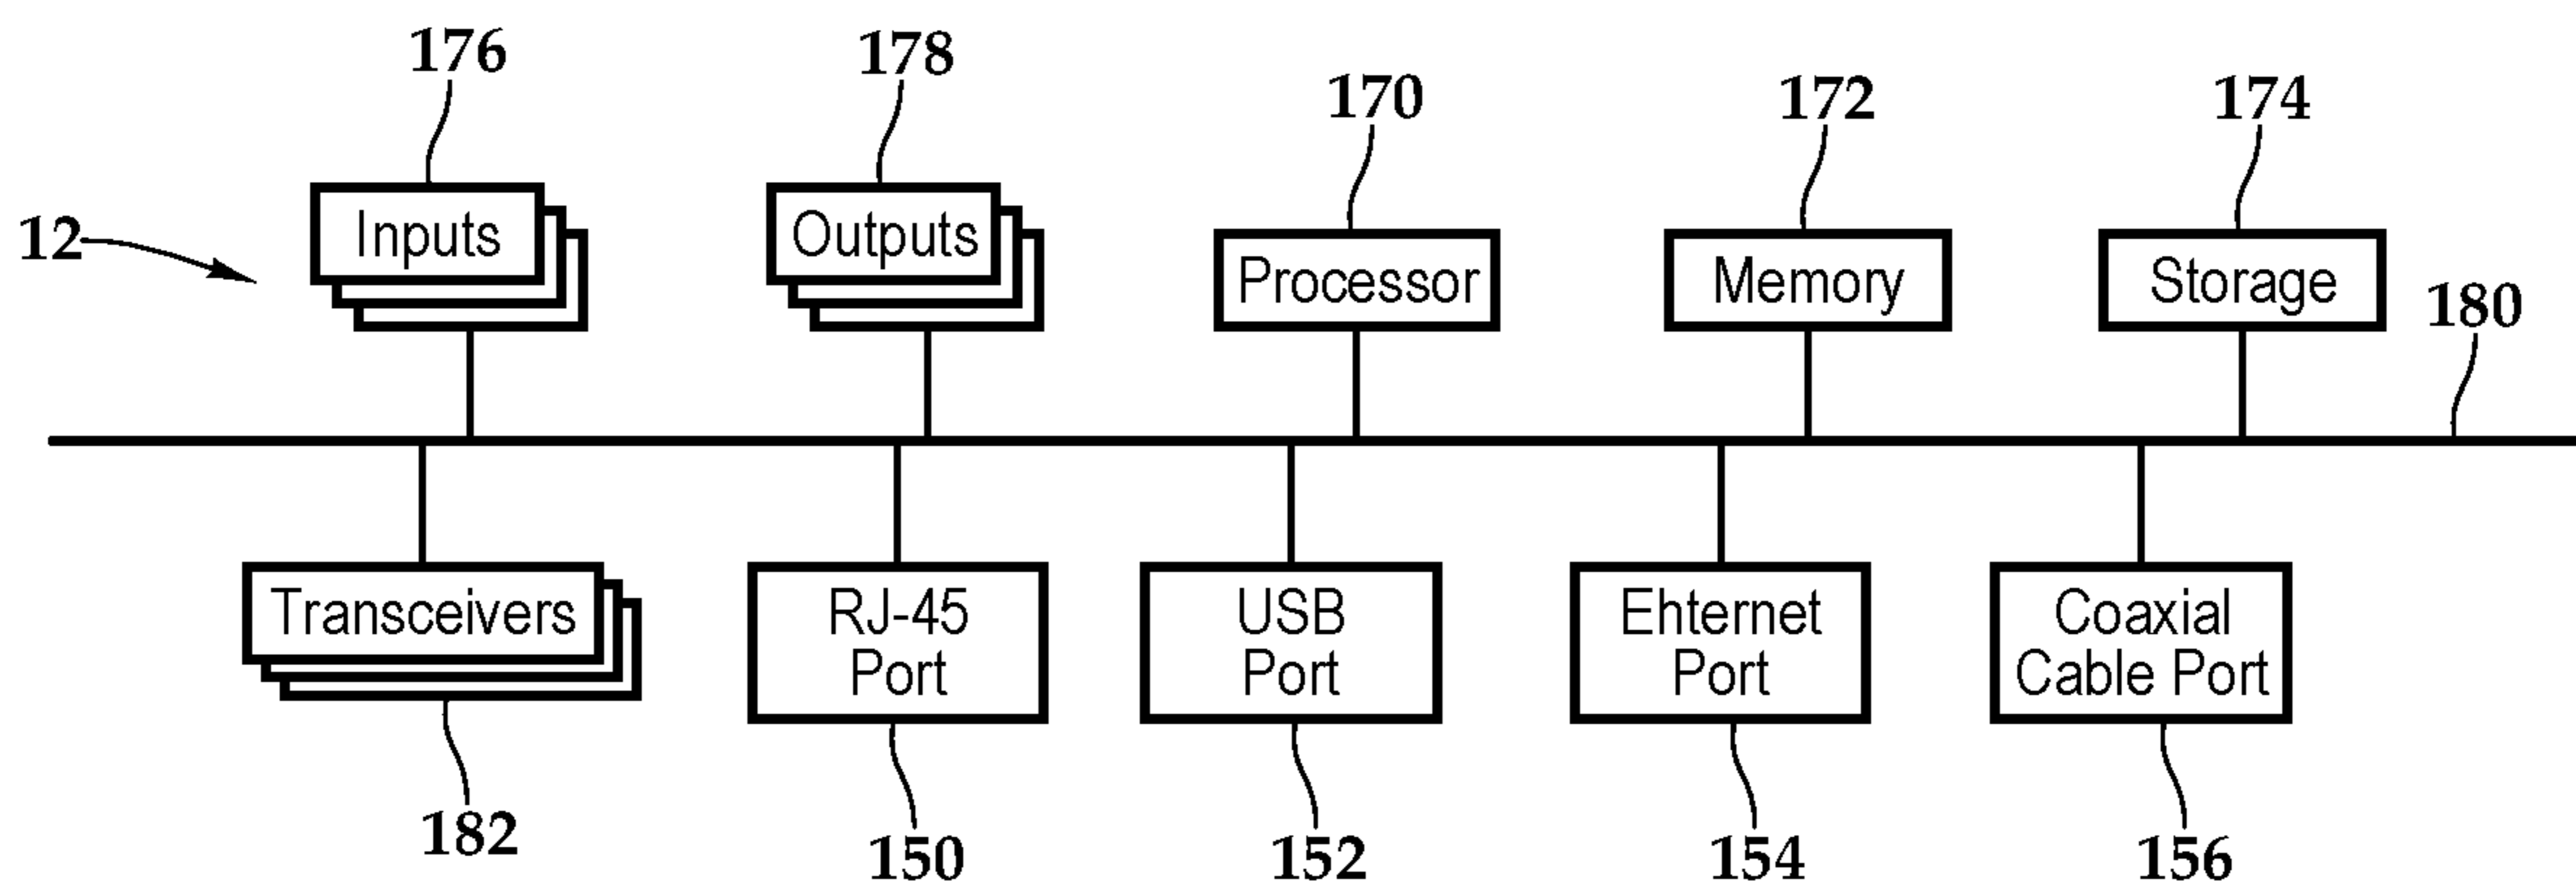 176
178
170
172
174
12
Inputs
Outputs
Processor
Memory
Storage
180
Transceivers
RJ-45
Port
USB
Port
Ehternet
Port
Coaxial
Cable Port
182
150
152
154
156